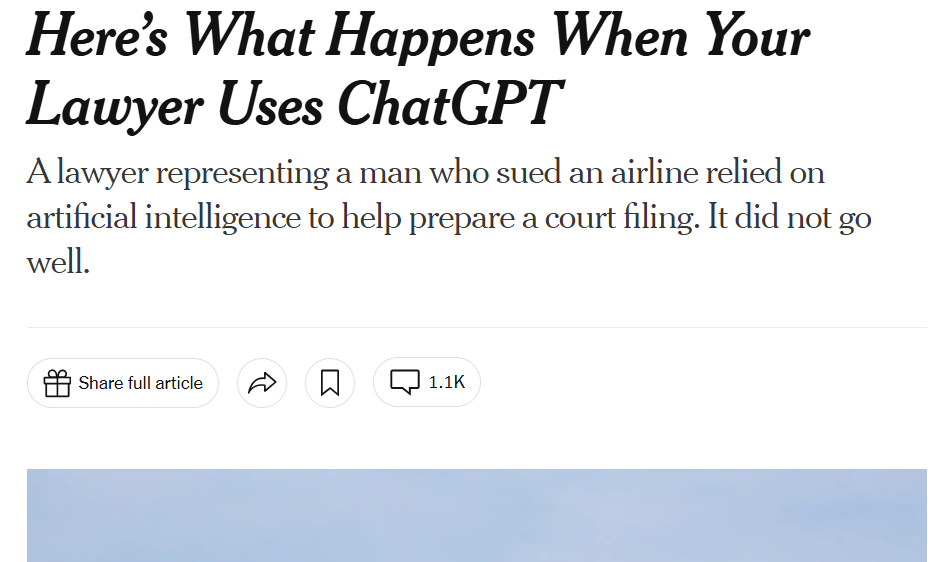 Here’s What Happens When Your
Lawyer Uses ChatGPT
A lawyer representing a man who sued an airline relied on
artificial intelligence to help prepare a court filing. It did not go
well.
Share full article
1.1K